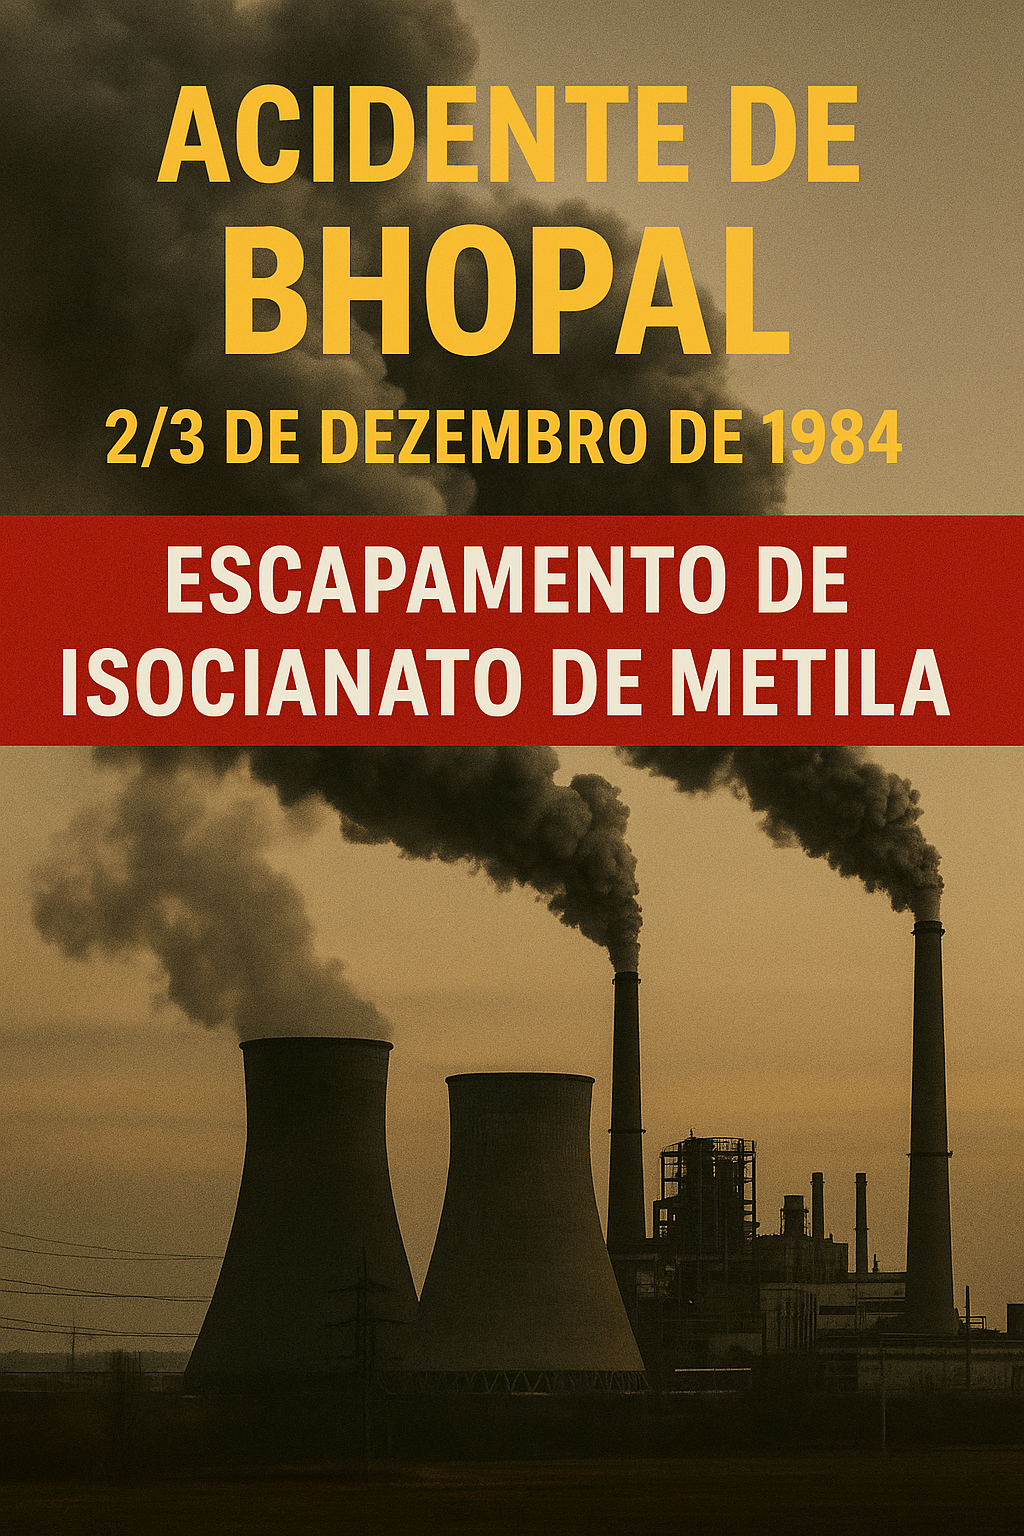 ACIDENTE DE
BHOPAL
2/3 DE DEZEMBRO DE 1984
ESCAPAMENTO DE
ISOCIANATO DE METILA